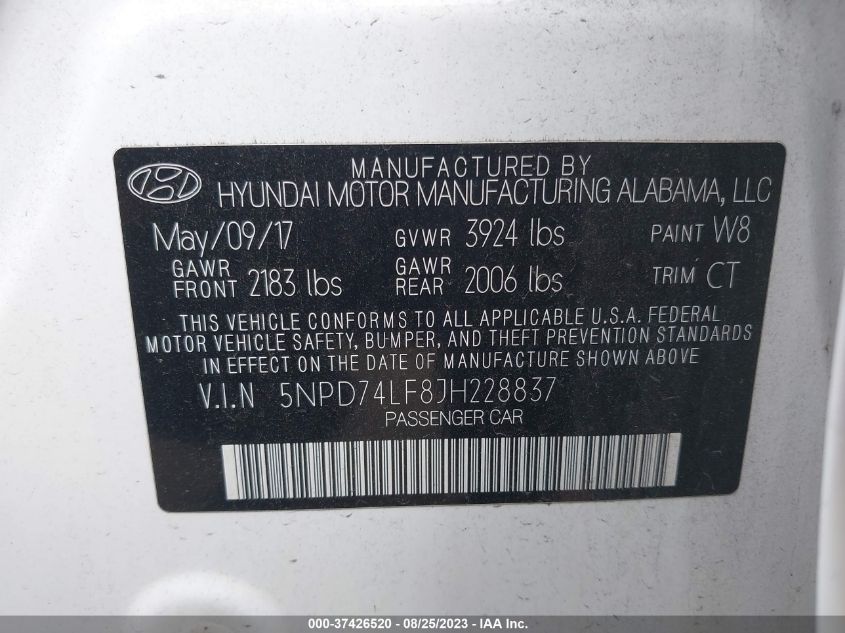 MANUFACTURED BY
HYUNDAI MOTOR MANUFACTURING ALABAMA, LLC
May/09/17 GVWR 3924 lbs PAINT W8
GAWR FRONT 2183 lbs GAWR REAR 2006 lbs TRIM CT
THIS VEHICLE CONFORMS TO ALL APPLICABLE U.S.A. FEDERAL
MOTOR VEHICLE SAFETY, BUMPER, AND THEFT PREVENTION STANDARDS
IN EFFECT ON THE DATE OF MANUFACTURE SHOWN ABOVE
V.I.N 5NPD74LF8JH228837
PASSENGER CAR
000-37426520 - 08/25/2023 - IAA Inc.